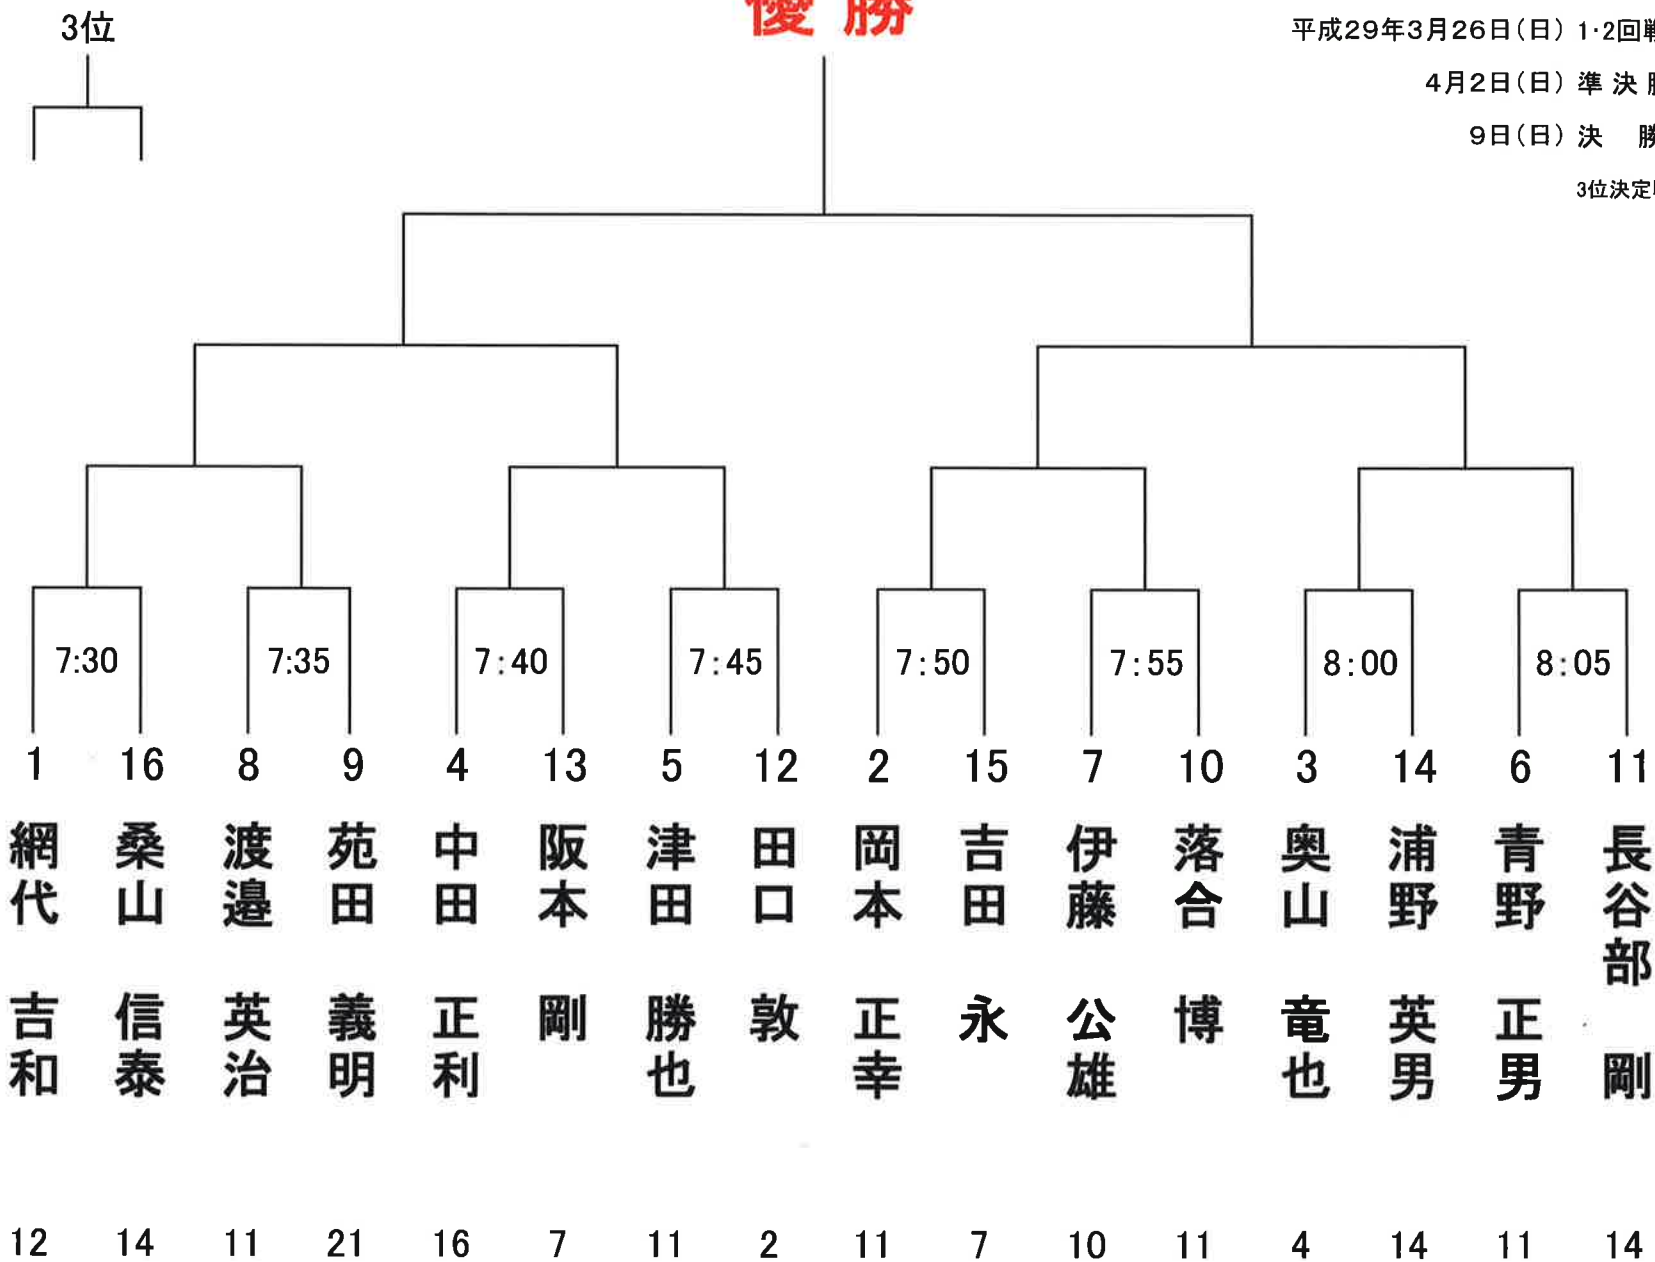 優勝
3位
平成29年3月26日(日) 1・2回戦
4月2日(日) 準決勝
9日(日) 決 勝
3位決定
7:30 7:35 7:40 7:45 7:50 7:55 8:00 8:05
1 16 8 9 4 13 5 12 2 15 7 10 3 14 6 11
網代 吉和
桑山 信泰
渡邉 英治
苑田 義明
中田 正利
阪本 剛
津田 勝也
田口 敦
岡本 正幸
吉田 永
伊藤 公雄
落合 博
奥山 竜也
浦野 英男
青野 正男
長谷部 剛
12 14 11 21 16 7 11 2 11 7 10 11 4 14 11 14